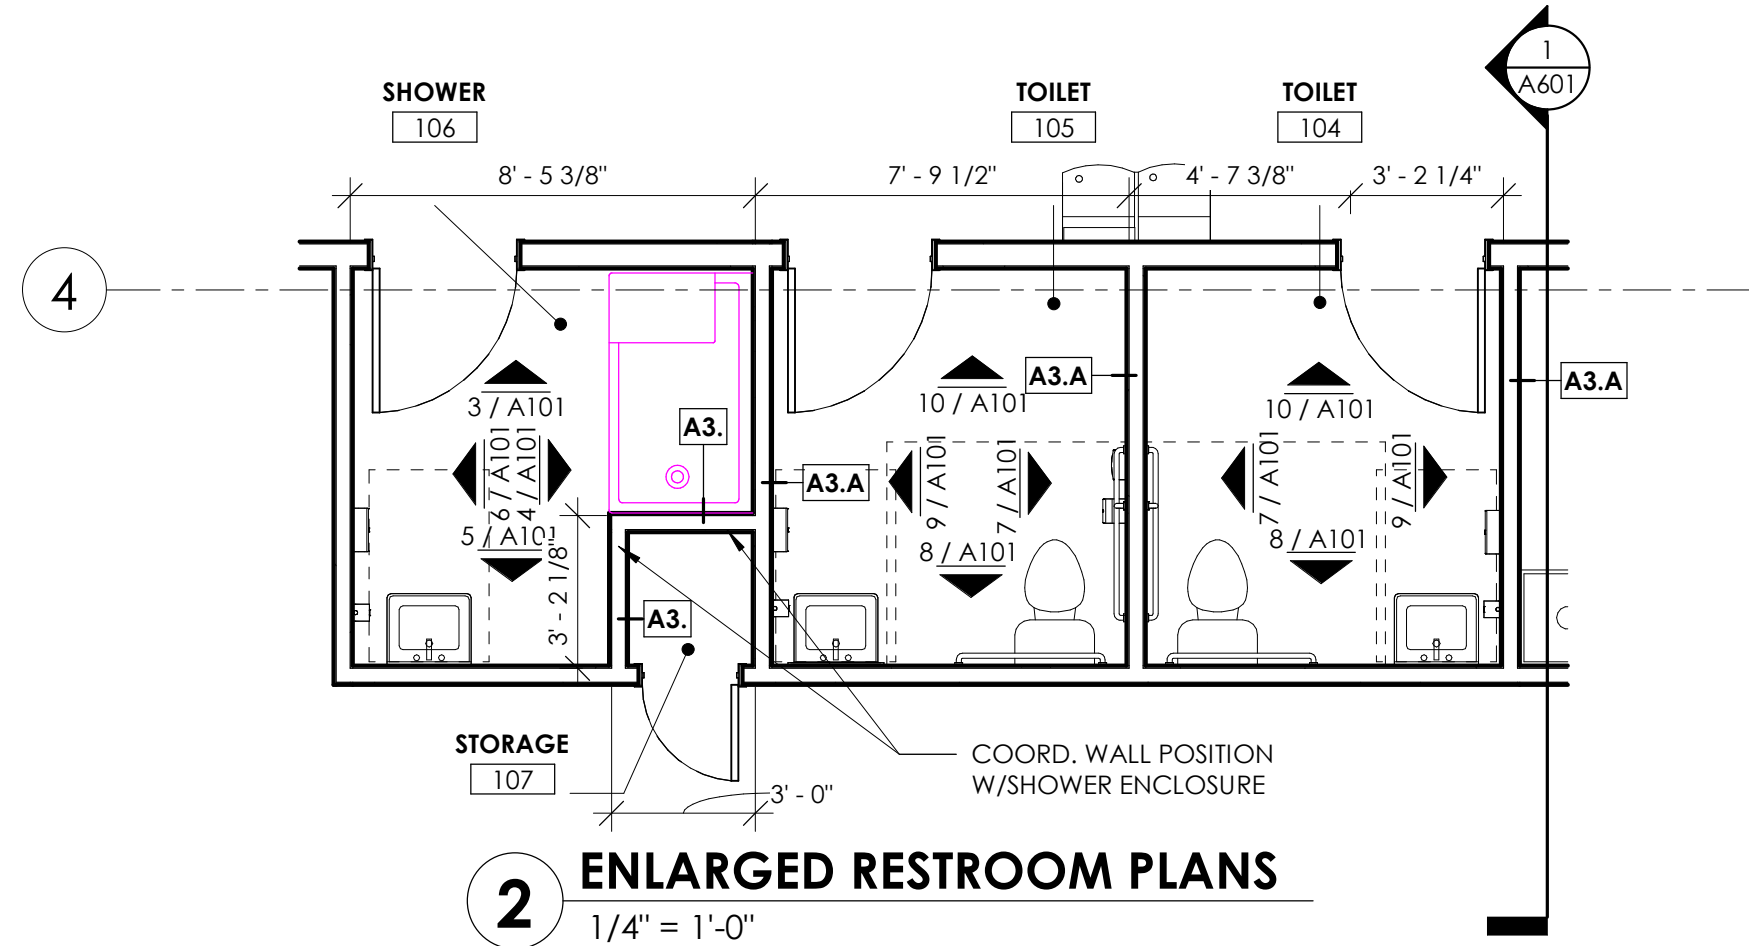 1
A601
SHOWER
106
TOILET
105
TOILET
104
8' - 5 3/8"
7' - 9 1/2"
4' - 7 3/8"
3' - 2 1/4"
4
3 / A101
6 / A101
4 / A101
5 / A101
3' - 2 1/8"
A3.
A3.A
A3.
10 / A101
A3.A
9 / A101
7 / A101
8 / A101
10 / A101
7 / A101
9 / A101
8 / A101
A3.A
STORAGE
107
3' - 0"
COORD. WALL POSITION
W/SHOWER ENCLOSURE
2
ENLARGED RESTROOM PLANS
1/4" = 1'-0"